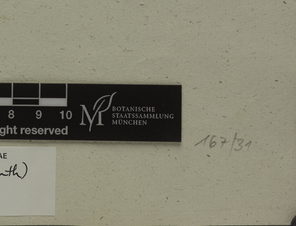 8 9 10
ght reserved
M
BOTANISCHE
STAATSSAMMLUNG
MÜNCHEN
167/31
AE
nth)